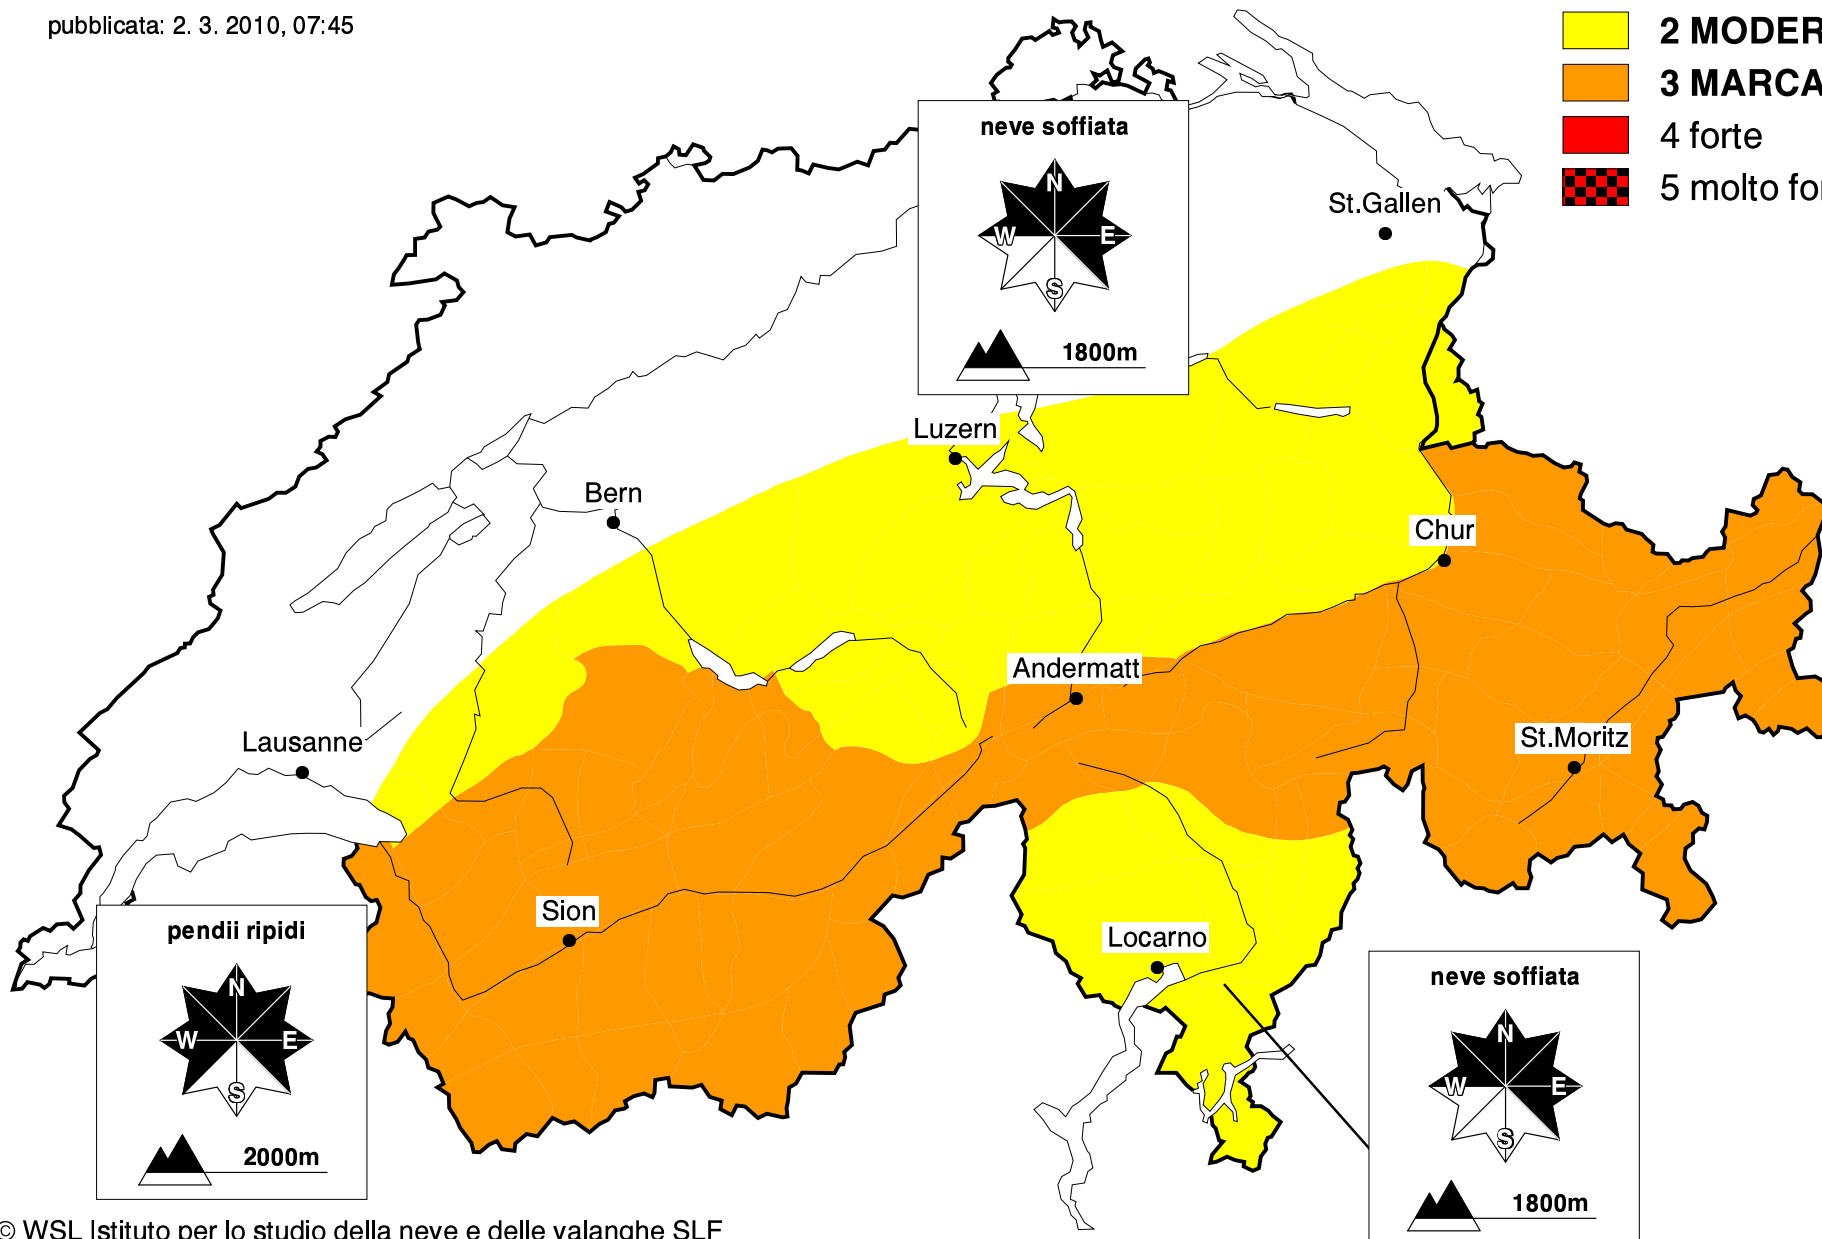 pubblicata: 2. 3. 2010, 07:45
2 MODER
3 MARCA
4 forte
5 molto for
neve soffiata
N
W E
S
1800m
St.Gallen
Luzern
Bern
Chur
Andermatt
Lausanne
St.Moritz
Sion
Locarno
pendii ripidi
N
W E
S
2000m
neve soffiata
N
W E
S
1800m
© WSL Istituto per lo studio della neve e delle valanghe SLF